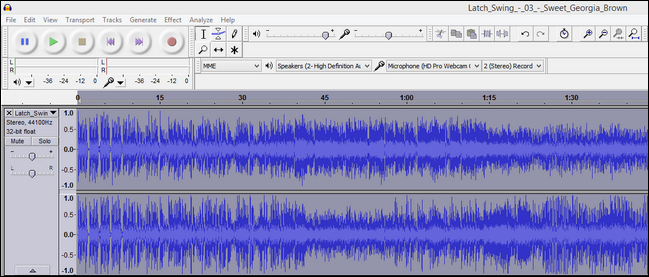 Latch_Swing_-_03_-_Sweet_Georgia_Brown
File Edit View Transport Tracks Generate Effect Analyze Help
L
R
-36 -24 -12 0
L
R
-36 -24 -12 0
MME Speakers (2- High Definition Au Microphone (HD Pro Webcam C 2 (Stereo) Record
0 15 30 45 1:00 1:15 1:30
Latch_Swin
Stereo, 44100Hz
32-bit float
Mute Solo
- +
L R
1.0
0.5
0.0
-0.5
-1.0
1.0
0.5
0.0
-0.5
-1.0